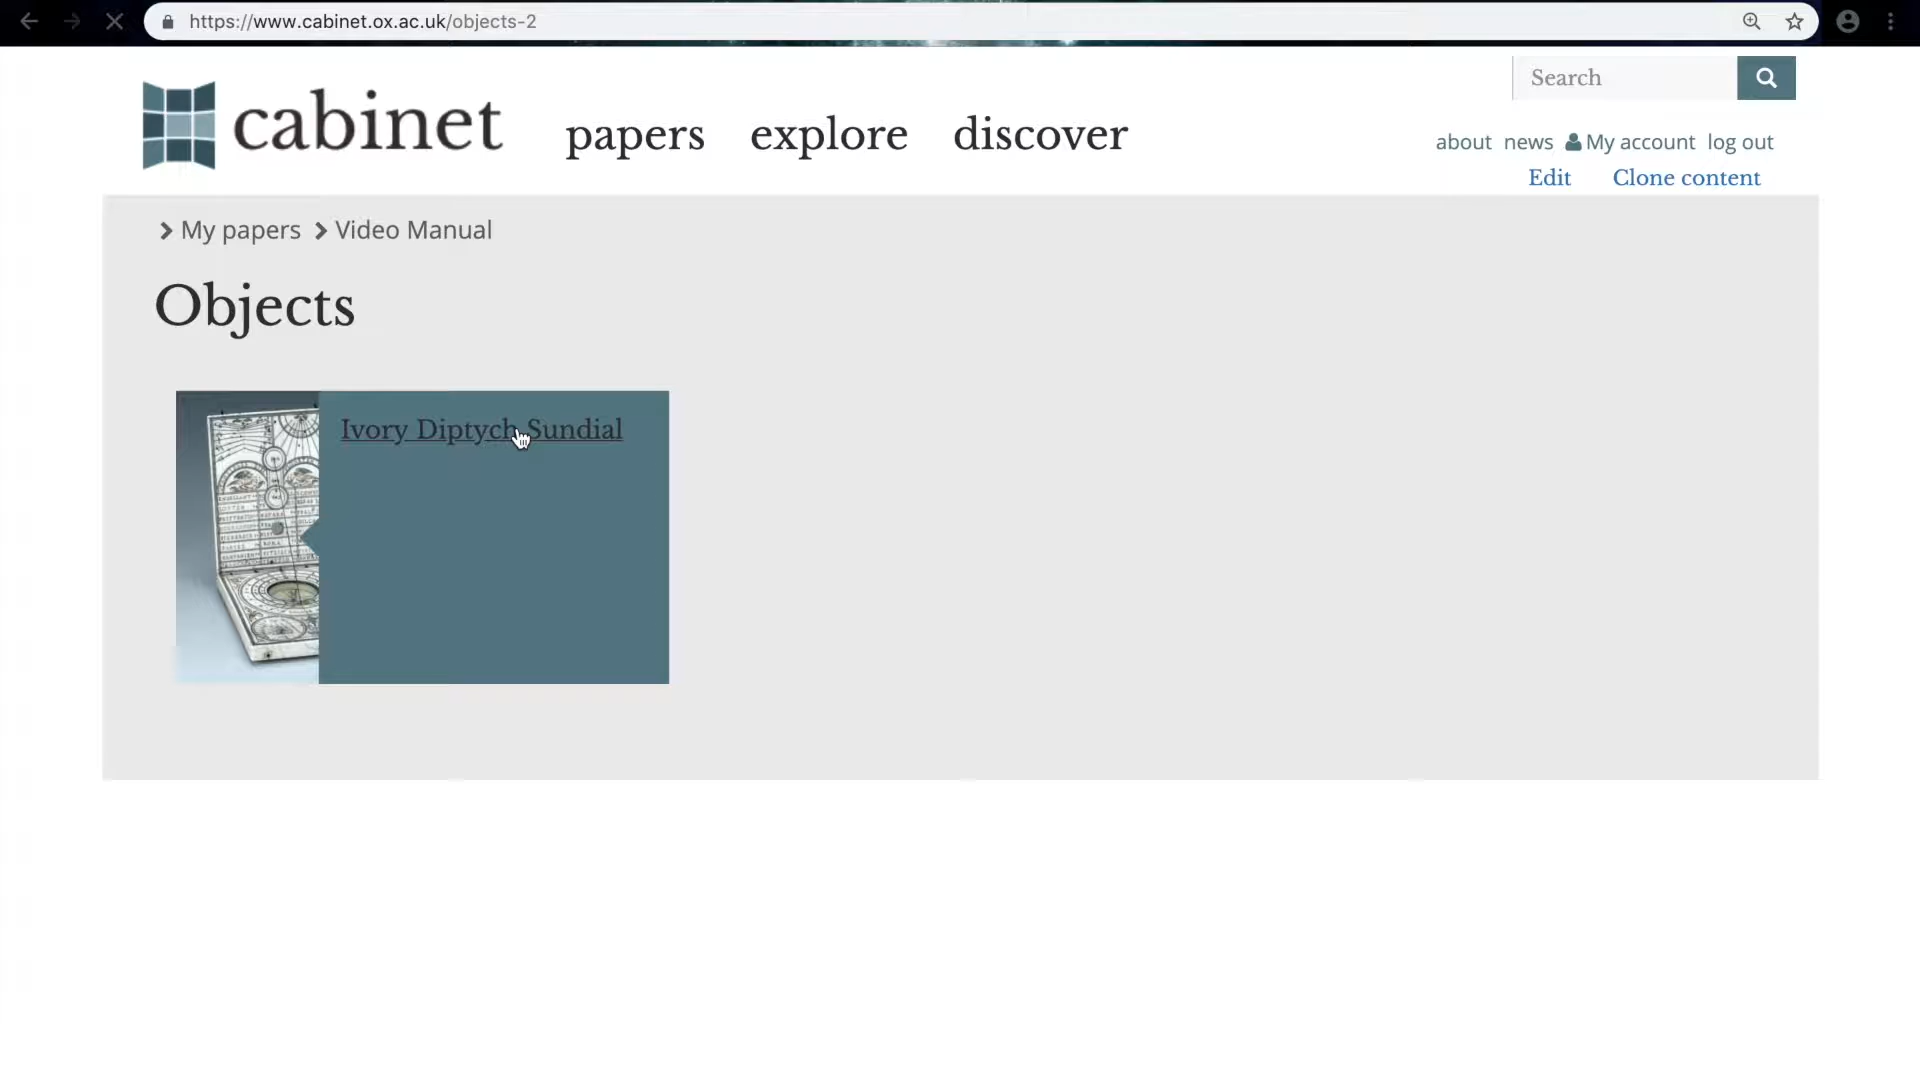 https://www.cabinet.ox.ac.uk/objects-2
Search
cabinet
papers explore discover
about news My account log out
Edit Clone content
My papers Video Manual
Objects
Ivory Diptych Sundial